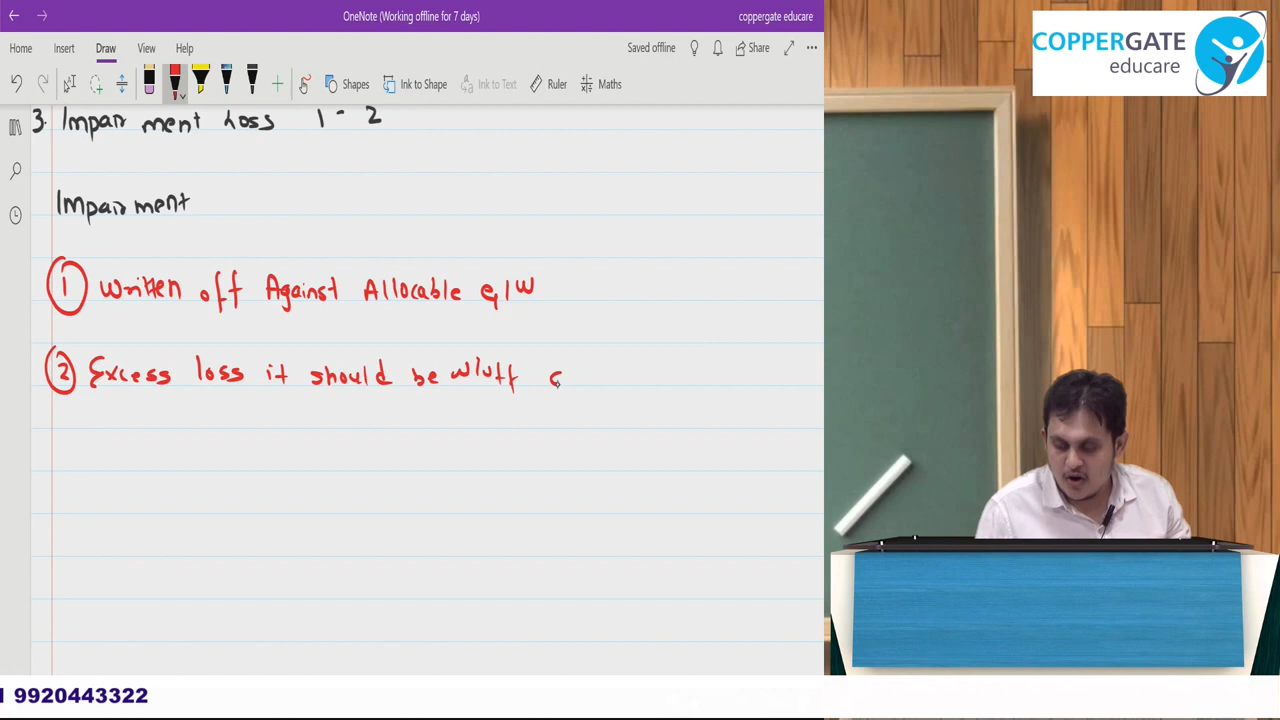 OneNote (Working offline for 7 days)
coppergate educare
Home Insert Draw View Help
Saved offline Share
Shapes Ink to Shape Ink to Text Ruler Maths
COPPERGATE
educare
3. Impairment Loss 1 - 2
Impairment
1 Written off Against Allocable G/W
2 Excess loss it should be w/off
9920443322